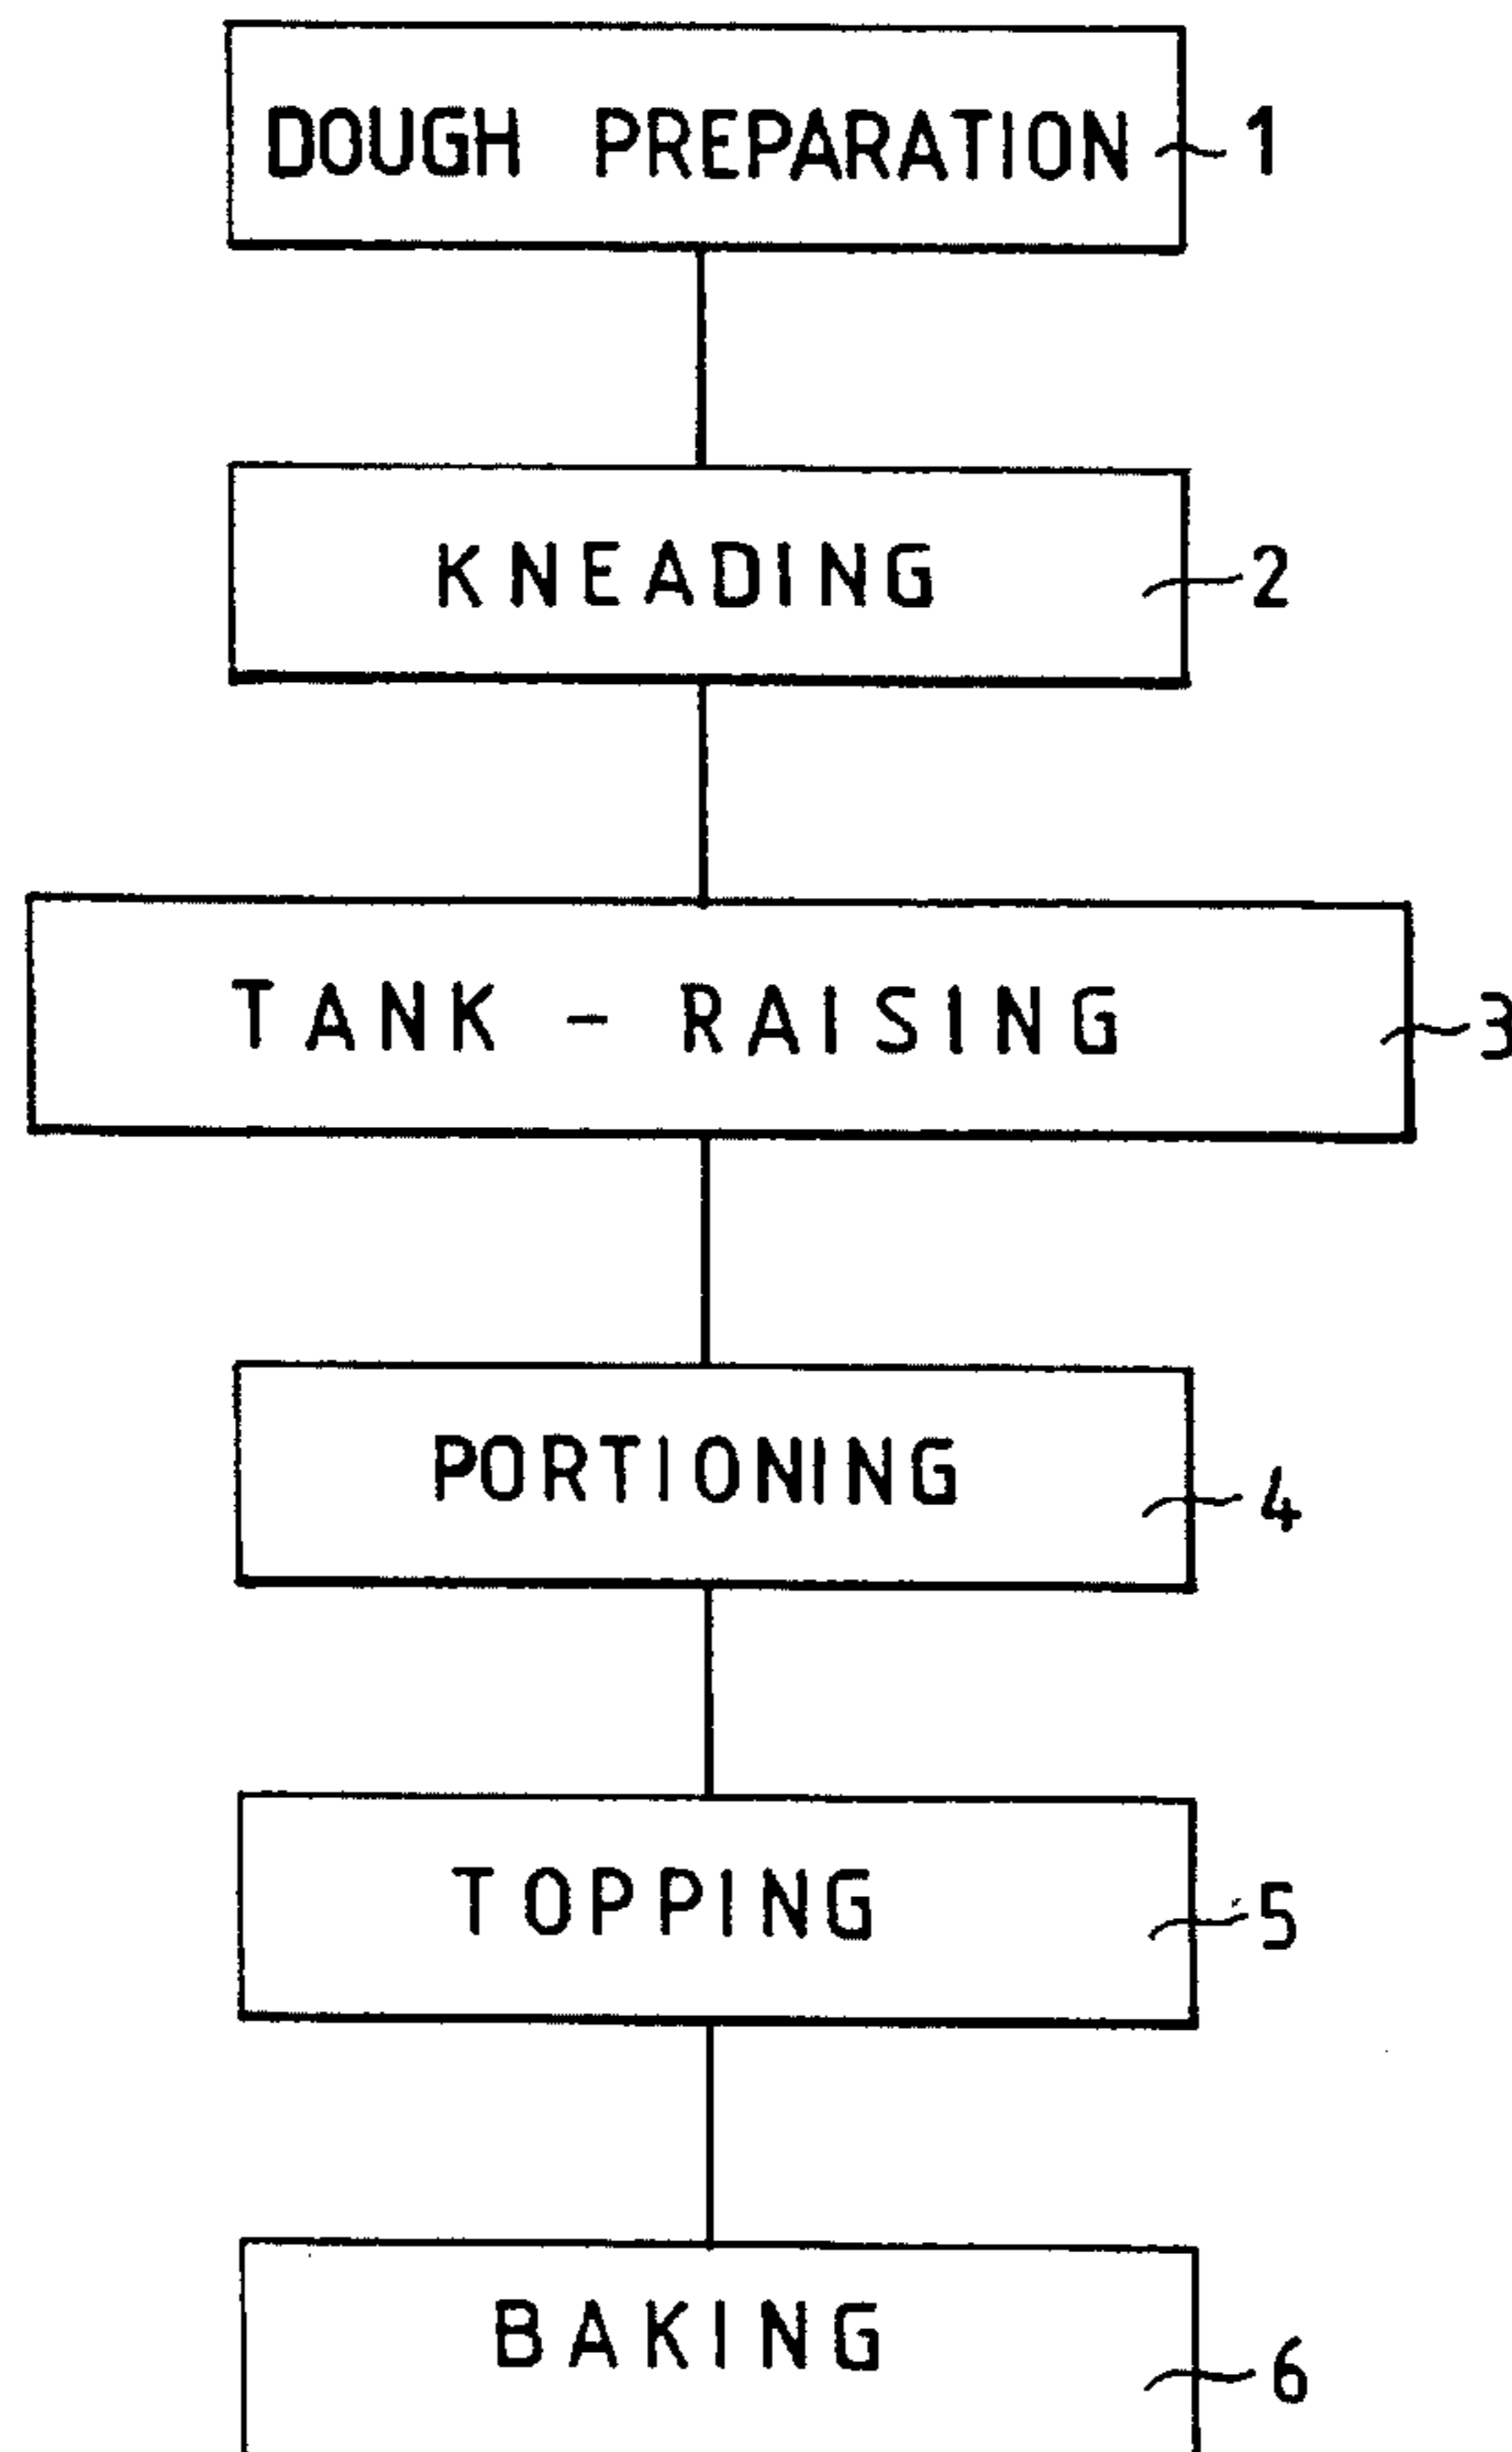 DOUGH PREPARATION 1
KNEADING 2
TANK - RAISING 3
PORTIONING 4
TOPPING 5
BAKING 6